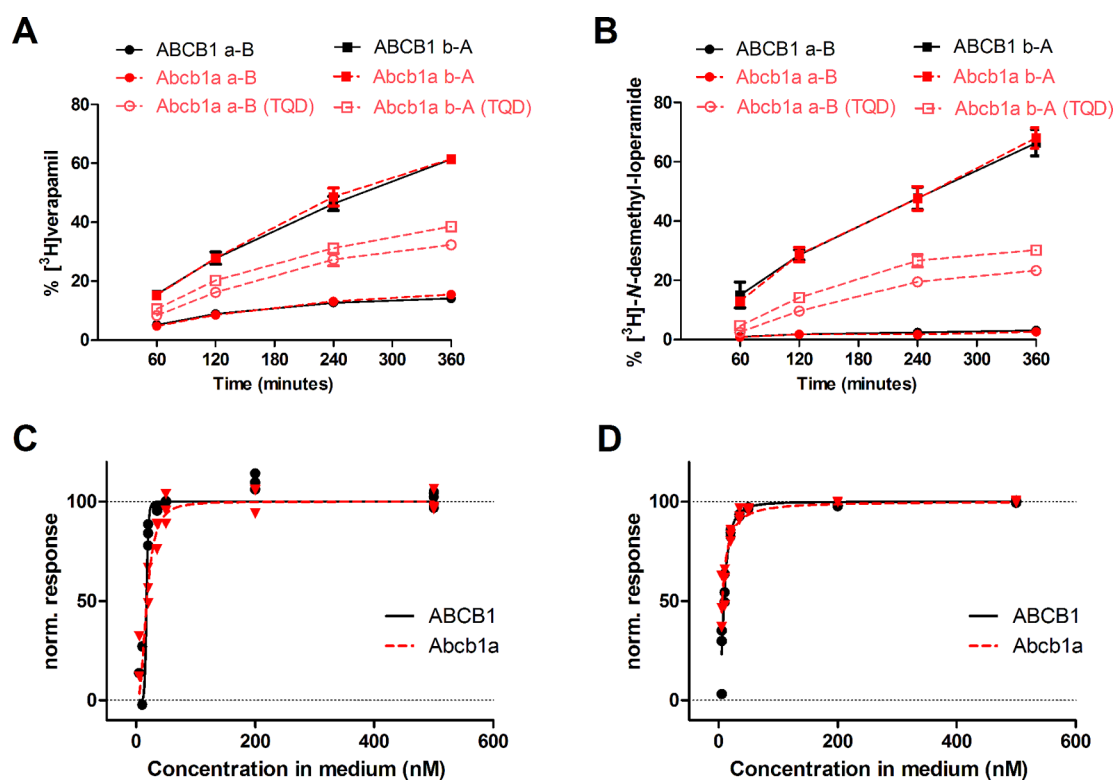 A
ABCB1 a-B
ABCB1 b-A
Abcb1a a-B
Abcb1a b-A
Abcb1a a-B (TQD)
Abcb1a b-A (TQD)
% [³H]verapamil
80
60
40
20
0
60 120 180 240 300 360
Time (minutes)
B
ABCB1 a-B
ABCB1 b-A
Abcb1a a-B
Abcb1a b-A
Abcb1a a-B (TQD)
Abcb1a b-A (TQD)
% [³H]-N-desmethyl-loperamide
80
60
40
20
0
60 120 180 240 300 360
Time (minutes)
C
norm. response
100
50
0
ABCB1
Abcb1a
0 200 400 600
Concentration in medium (nM)
D
norm. response
100
50
0
ABCB1
Abcb1a
0 200 400 600
Concentration in medium (nM)